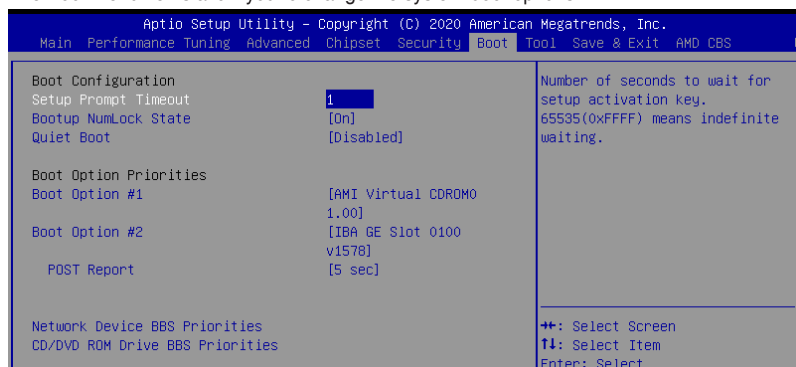 Aptio Setup Utility – Copyright (C) 2020 American Megatrends, Inc.
Main Performance Tuning Advanced Chipset Security Boot Tool Save & Exit AMD CBS
Boot Configuration
Setup Prompt Timeout 1
Bootup NumLock State [On]
Quiet Boot [Disabled]
Boot Option Priorities
Boot Option #1 [AMI Virtual CDROM0
1.00]
Boot Option #2 [IBA GE Slot 0100
v1578]
POST Report [5 sec]
Network Device BBS Priorities
CD/DVD ROM Drive BBS Priorities
Number of seconds to wait for
setup activation key.
65535(0xFFFF) means indefinite
waiting.
→←: Select Screen
↑↓: Select Item
Enter: Select